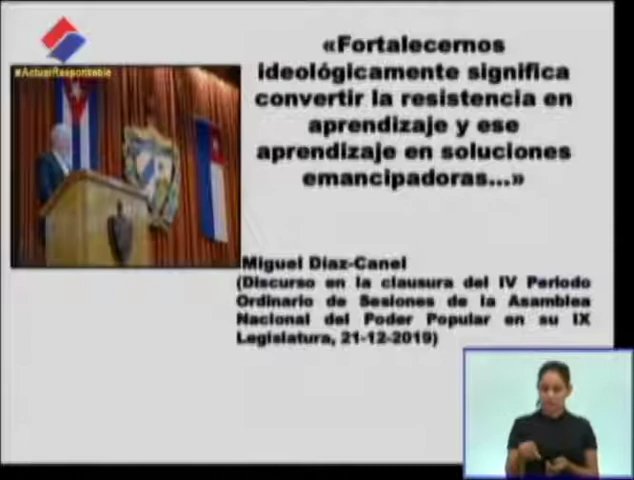 «Fortalecernos
ideológicamente significa
convertir la resistencia en
aprendizaje y ese
aprendizaje en soluciones
emancipadoras...»
#ActuarResponsable
Miguel Díaz-Canel
(Discurso en la clausura del IV Período
Ordinario de Sesiones de la Asamblea
Nacional del Poder Popular en su IX
Legislatura, 21-12-2019)